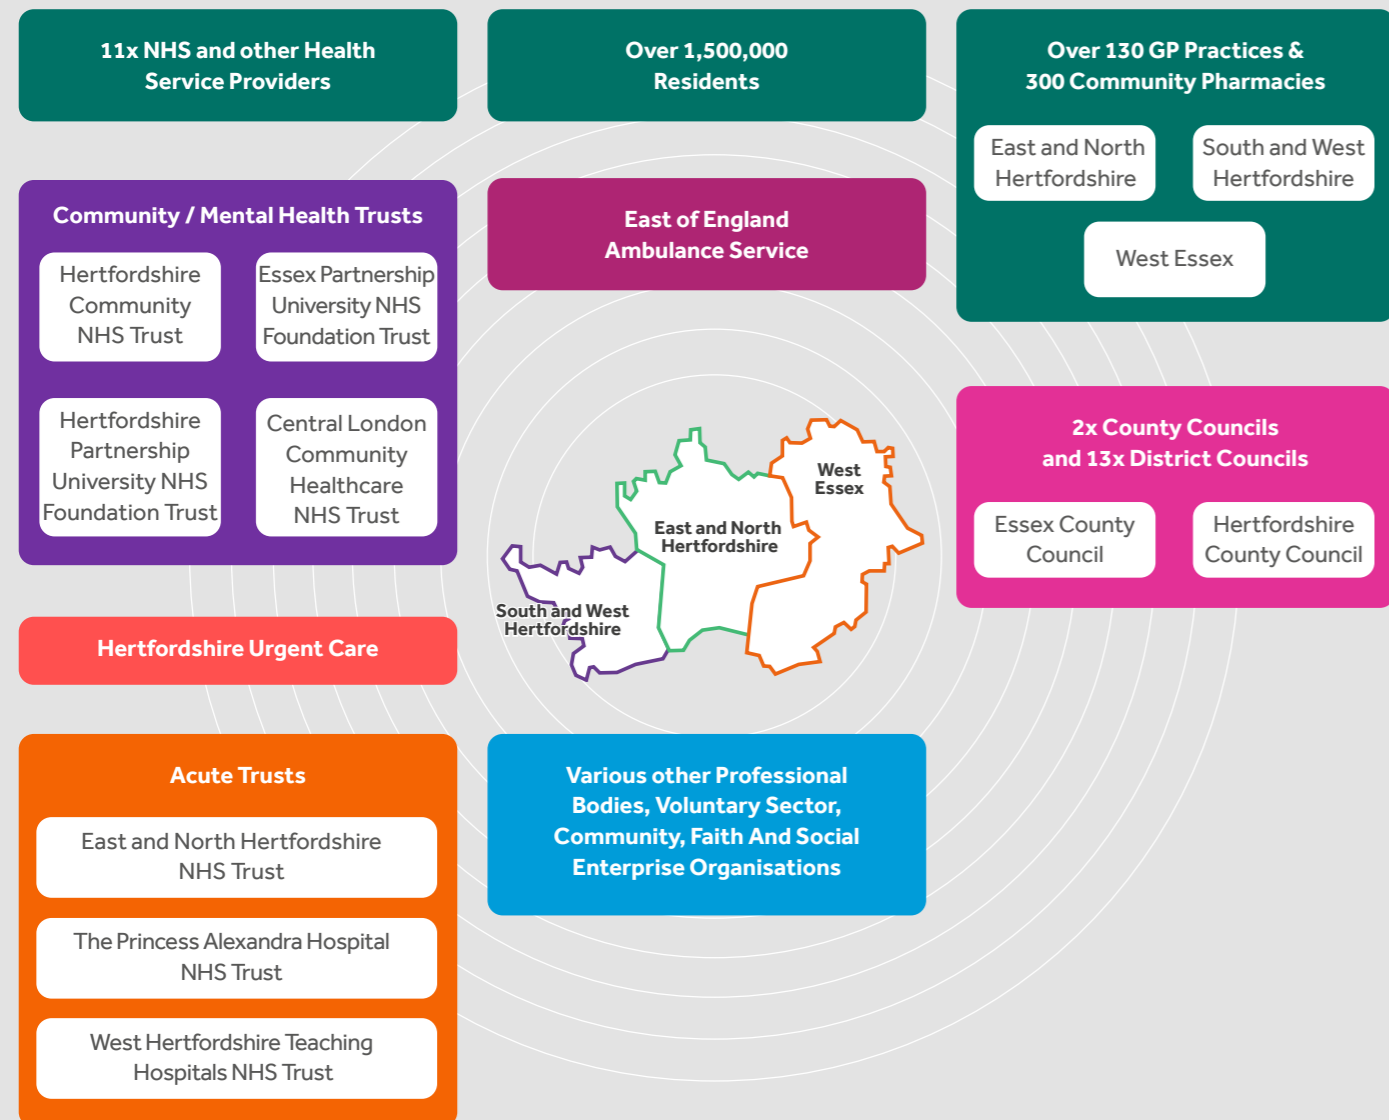 11x NHS and other Health
Service Providers
Over 1,500,000
Residents
Over 130 GP Practices &
300 Community Pharmacies
East and North
Hertfordshire
South and West
Hertfordshire
West Essex
Community / Mental Health Trusts
Hertfordshire
Community
NHS Trust
Essex Partnership
University NHS
Foundation Trust
Hertfordshire
Partnership
University NHS
Foundation Trust
Central London
Community
Healthcare
NHS Trust
East of England
Ambulance Service
2x County Councils
and 13x District Councils
Essex County
Council
Hertfordshire
County Council
West
Essex
East and North
Hertfordshire
South and West
Hertfordshire
Hertfordshire Urgent Care
Acute Trusts
East and North Hertfordshire
NHS Trust
The Princess Alexandra Hospital
NHS Trust
West Hertfordshire Teaching
Hospitals NHS Trust
Various other Professional
Bodies, Voluntary Sector,
Community, Faith And Social
Enterprise Organisations